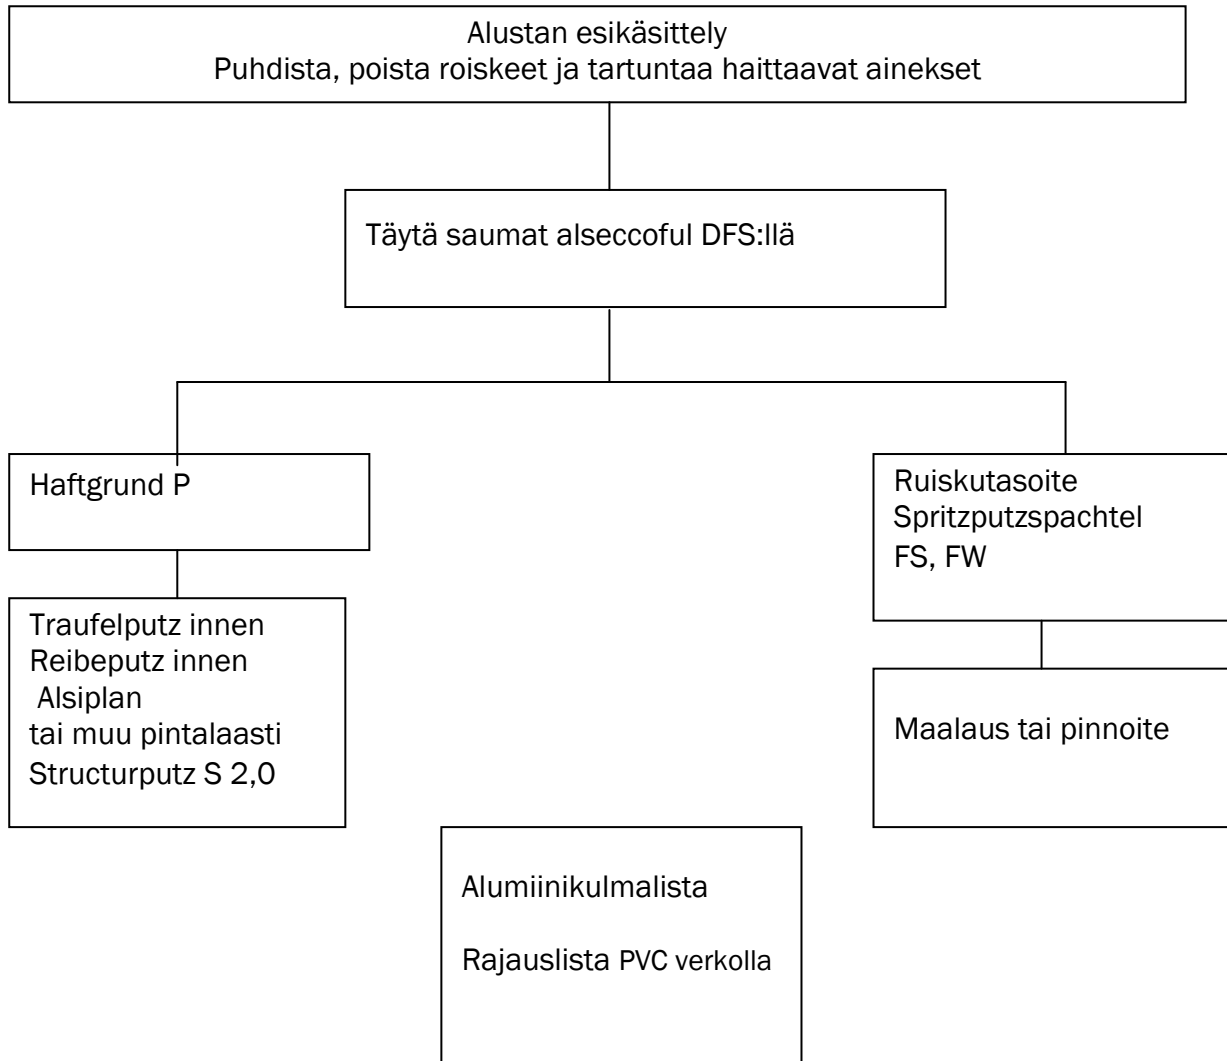 Alustan esikäsittely
Puhdista, poista roiskeet ja tartuntaa haittaavat ainekset
Täytä saumat alseccoful DFS:llä
Haftgrund P
Traufelputz innen
Reibeputz innen
Alsiplan
tai muu pintalaasti
Structurputz S 2,0
Ruiskutasoite
Spritzputzspachtel
FS, FW
Maalaus tai pinnoite
Alumiinikulmalista
Rajauslista PVC verkolla